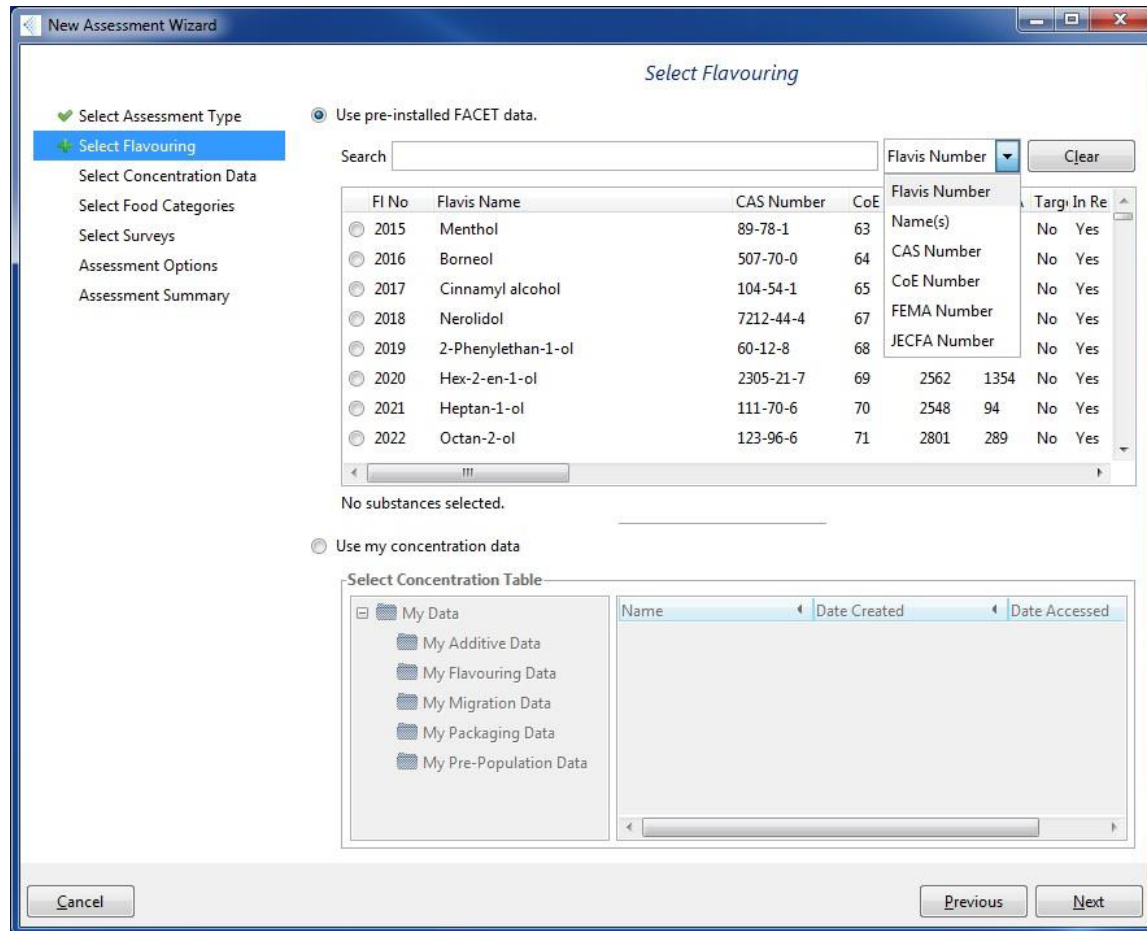 New Assessment Wizard
Select Flavouring
Select Assessment Type
Select Flavouring
Select Concentration Data
Select Food Categories
Select Surveys
Assessment Options
Assessment Summary
Use pre-installed FACET data.
Search Flavis Number Clear
Flavis Number
Name(s)
CAS Number
CoE Number
FEMA Number
JECFA Number
Fl No Flavis Name CAS Number CoE Targ In Re
2015 Menthol 89-78-1 63 No Yes
2016 Borneol 507-70-0 64 No Yes
2017 Cinnamyl alcohol 104-54-1 65 No Yes
2018 Nerolidol 7212-44-4 67 No Yes
2019 2-Phenylethan-1-ol 60-12-8 68 No Yes
2020 Hex-2-en-1-ol 2305-21-7 69 2562 1354 No Yes
2021 Heptan-1-ol 111-70-6 70 2548 94 No Yes
2022 Octan-2-ol 123-96-6 71 2801 289 No Yes
No substances selected.
Use my concentration data
Select Concentration Table
My Data
My Additive Data
My Flavouring Data
My Migration Data
My Packaging Data
My Pre-Population Data
Name Date Created Date Accessed
Cancel Previous Next